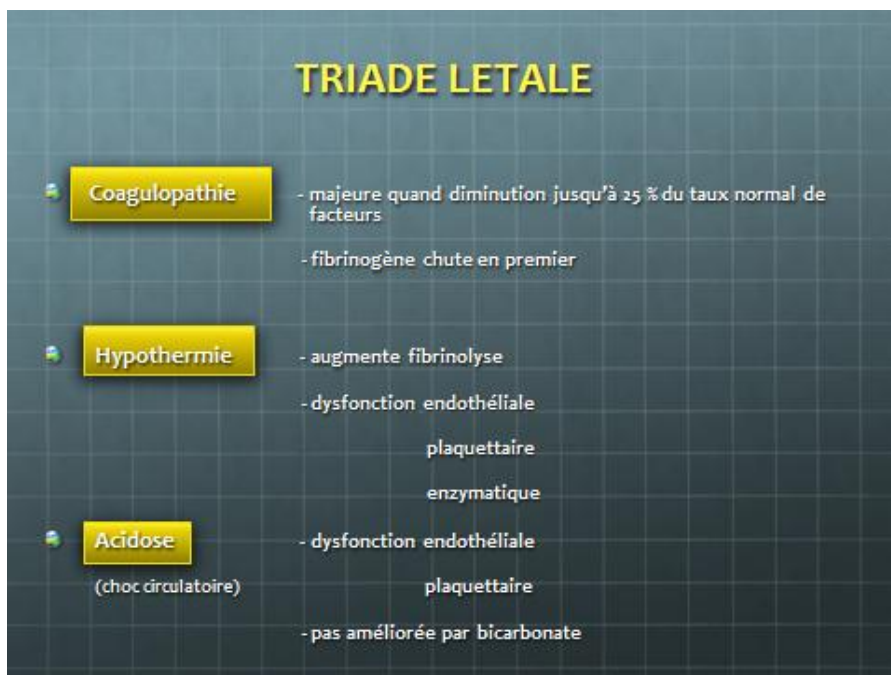 TRIADE LETALE
Coagulopathie
- majeure quand diminution jusqu'à 25 % du taux normal de
facteurs
- fibrinogène chute en premier
Hypothermie
- augmente fibrinolyse
- dysfonction endothéliale
plaquettaire
enzymatique
Acidose
(choc circulatoire)
- dysfonction endothéliale
plaquettaire
- pas améliorée par bicarbonate